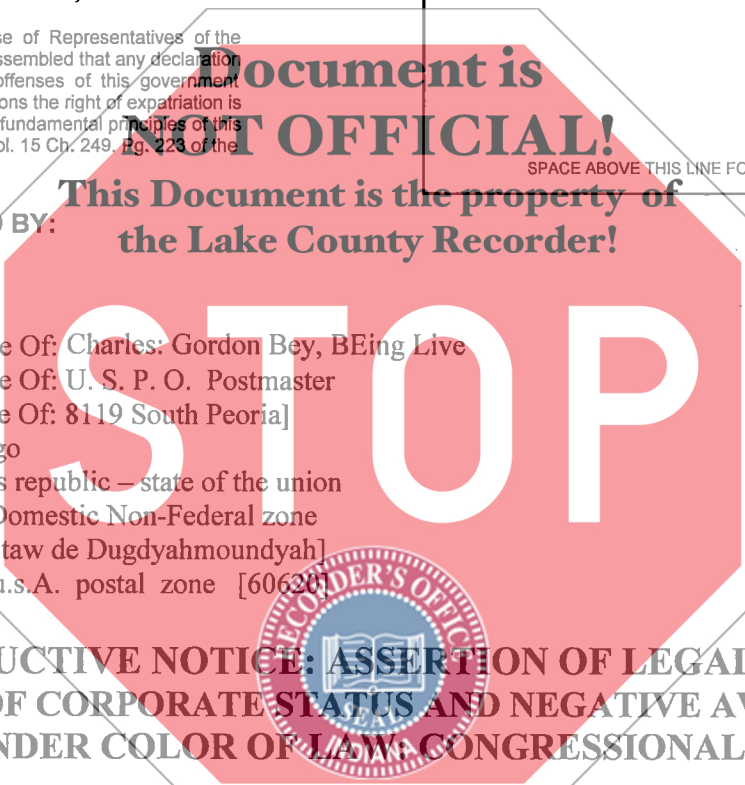 se of Representatives of the
ssembled that any declaration
offenses of this government
ons the right of expatriation is
fundamental principles of this
ol. 15 Ch. 249. Pg. 223 of the
Document is
NOT OFFICIAL!
SPACE ABOVE THIS LINE FO
This Document is the property of
the Lake County Recorder!
BY:
STOP
e Of: Charles: Gordon Bey, BEing Live
e Of: U. S. P. O. Postmaster
e Of: 8119 South Peoria]
go
s republic – state of the union
Domestic Non-Federal zone
taw de Dugdyahmoundyah]
u.s.A. postal zone [60620]
RECORDER'S OFFICE
SEAL
INDIANA
UCTIVE NOTICE: ASSERTION OF LEGAL
OF CORPORATE STATUS AND NEGATIVE AV
NDER COLOR OF LAW: CONGRESSIONAL